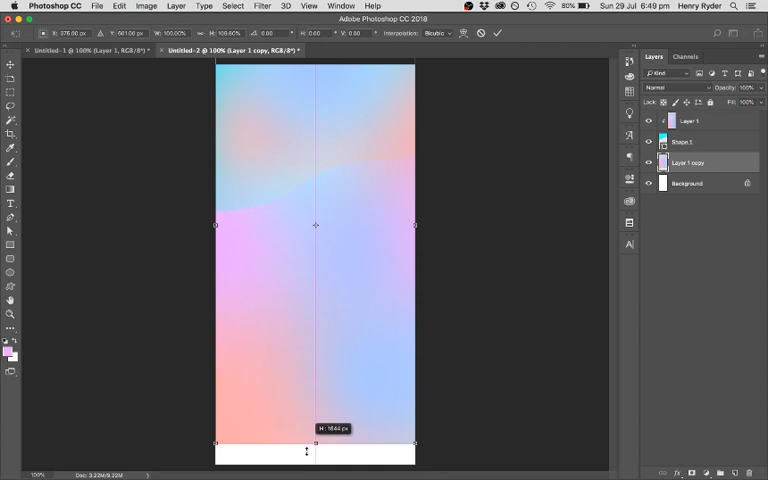 Photoshop File Edit Image Layer Type Select Filter 3D View Window Help 80% Sun 29 Jul 6:49 pm Henry Ryder
Adobe Photoshop CC 2018
X: 375.00 px Y: 661.00 px W: 100.00% H: 109.60% 0.00 ° H: 0.00 ° V: 0.00 ° Interpolation: Bicubic
Untitled-1 @ 100% (Layer 1, RGB/8*) *
Untitled-2 @ 100% (Layer 1 copy, RGB/8*) *
Layers Channels
Kind
Normal Opacity: 100%
Lock: Fill: 100%
Layer 1
Shape 1
Layer 1 copy
Background
H : 1644 px
100% Doc: 3.22M/9.32M